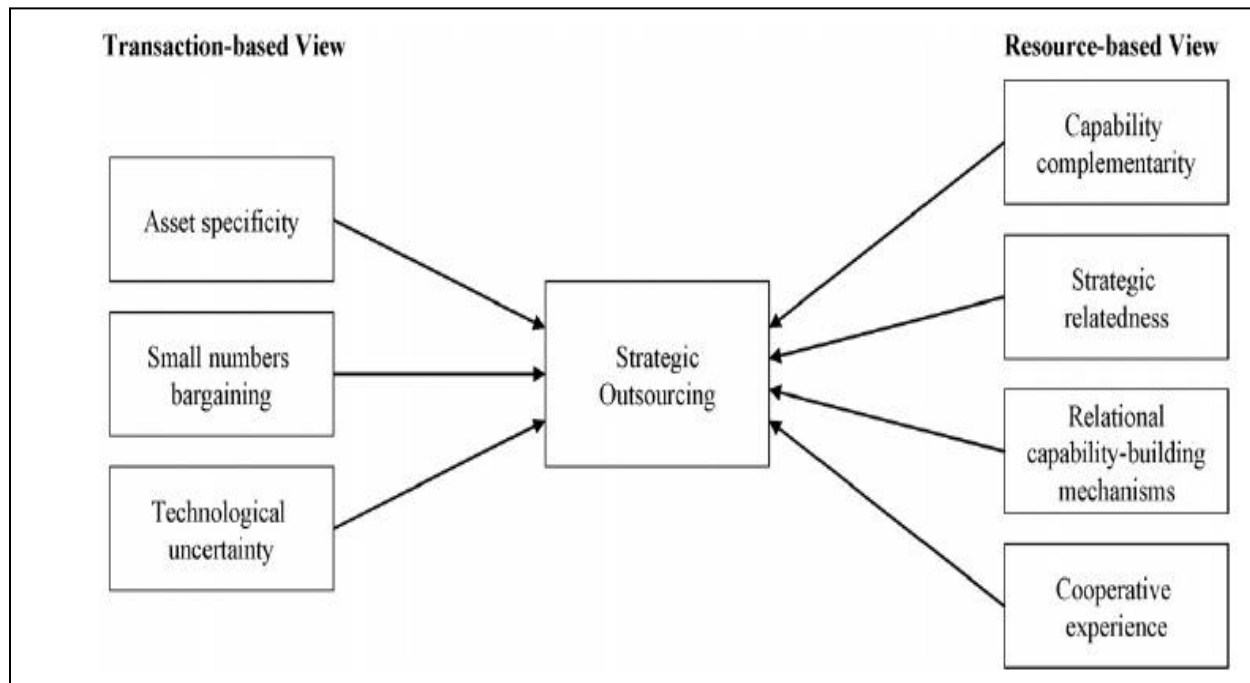 Transaction-based View
Resource-based View
Asset specificity
Small numbers
bargaining
Technological
uncertainty
Strategic
Outsourcing
Capability
complementarity
Strategic
relatedness
Relational
capability-building
mechanisms
Cooperative
experience